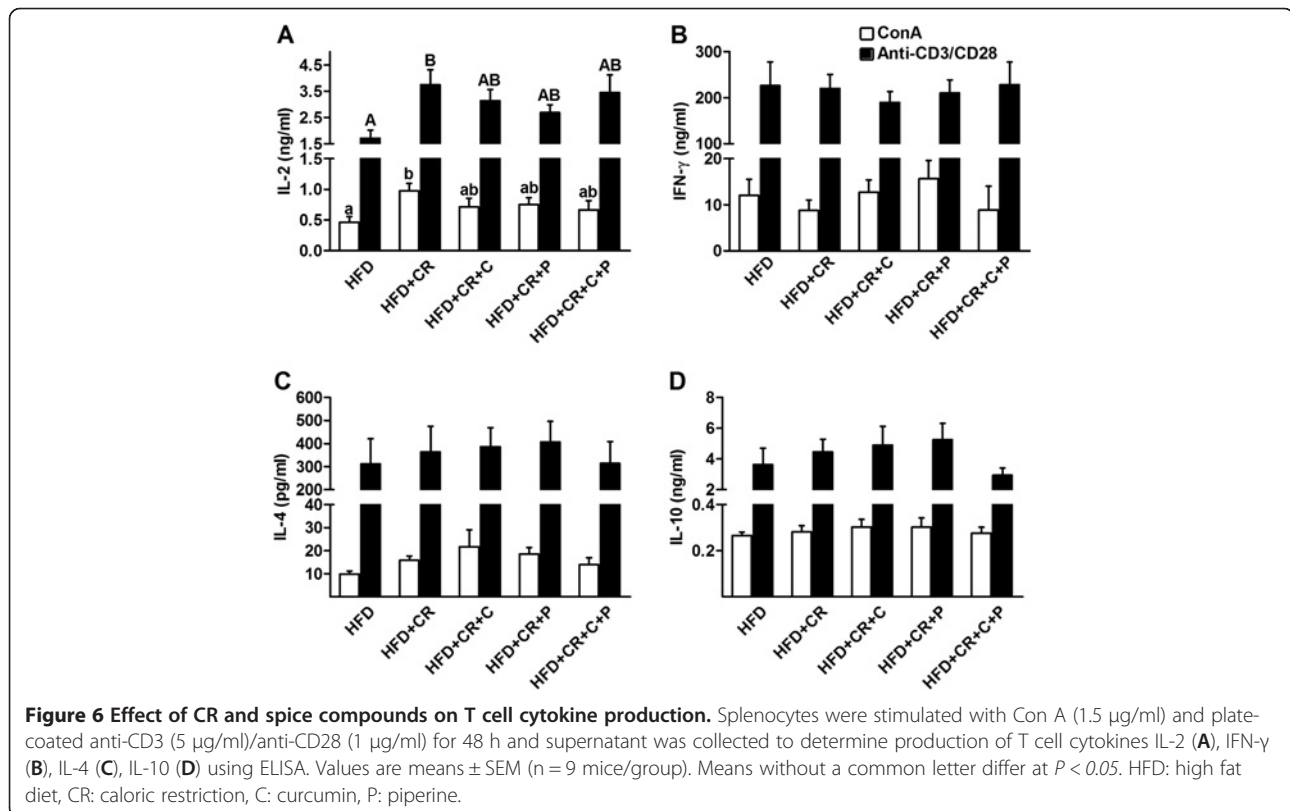 A
IL-2 (ng/ml)
4.5
3.5
2.5
1.5
1.5
1.0
0.5
0.0
A
B
AB
AB
AB
a
b
ab
ab
ab
HFD
HFD+CR
HFD+CR+C
HFD+CR+P
HFD+CR+C+P
B
ConA
Anti-CD3/CD28
IFN-γ (ng/ml)
300
200
100
20
10
0
HFD
HFD+CR
HFD+CR+C
HFD+CR+P
HFD+CR+C+P
C
IL-4 (pg/ml)
600
500
400
300
200
40
30
20
10
HFD
HFD+CR
HFD+CR+C
HFD+CR+P
HFD+CR+C+P
D
IL-10 (ng/ml)
8
6
4
2
0.4
0.2
HFD
HFD+CR
HFD+CR+C
HFD+CR+P
HFD+CR+C+P
Figure 6 Effect of CR and spice compounds on T cell cytokine production. Splenocytes were stimulated with Con A (1.5 μg/ml) and plate-
coated anti-CD3 (5 μg/ml)/anti-CD28 (1 μg/ml) for 48 h and supernatant was collected to determine production of T cell cytokines IL-2 (A), IFN-γ
(B), IL-4 (C), IL-10 (D) using ELISA. Values are means ± SEM (n = 9 mice/group). Means without a common letter differ at P < 0.05. HFD: high fat
diet, CR: caloric restriction, C: curcumin, P: piperine.